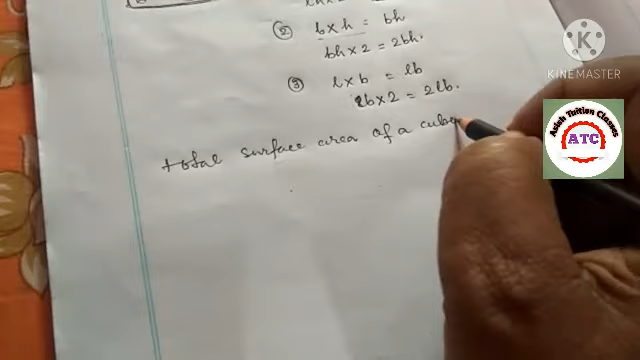 ② b × h = bh
bh × 2 = 2bh.
③ l × b = lb
lb × 2 = 2lb.
total surface area of a cube
KINEMASTER
Asish Tuition Classes
ATC